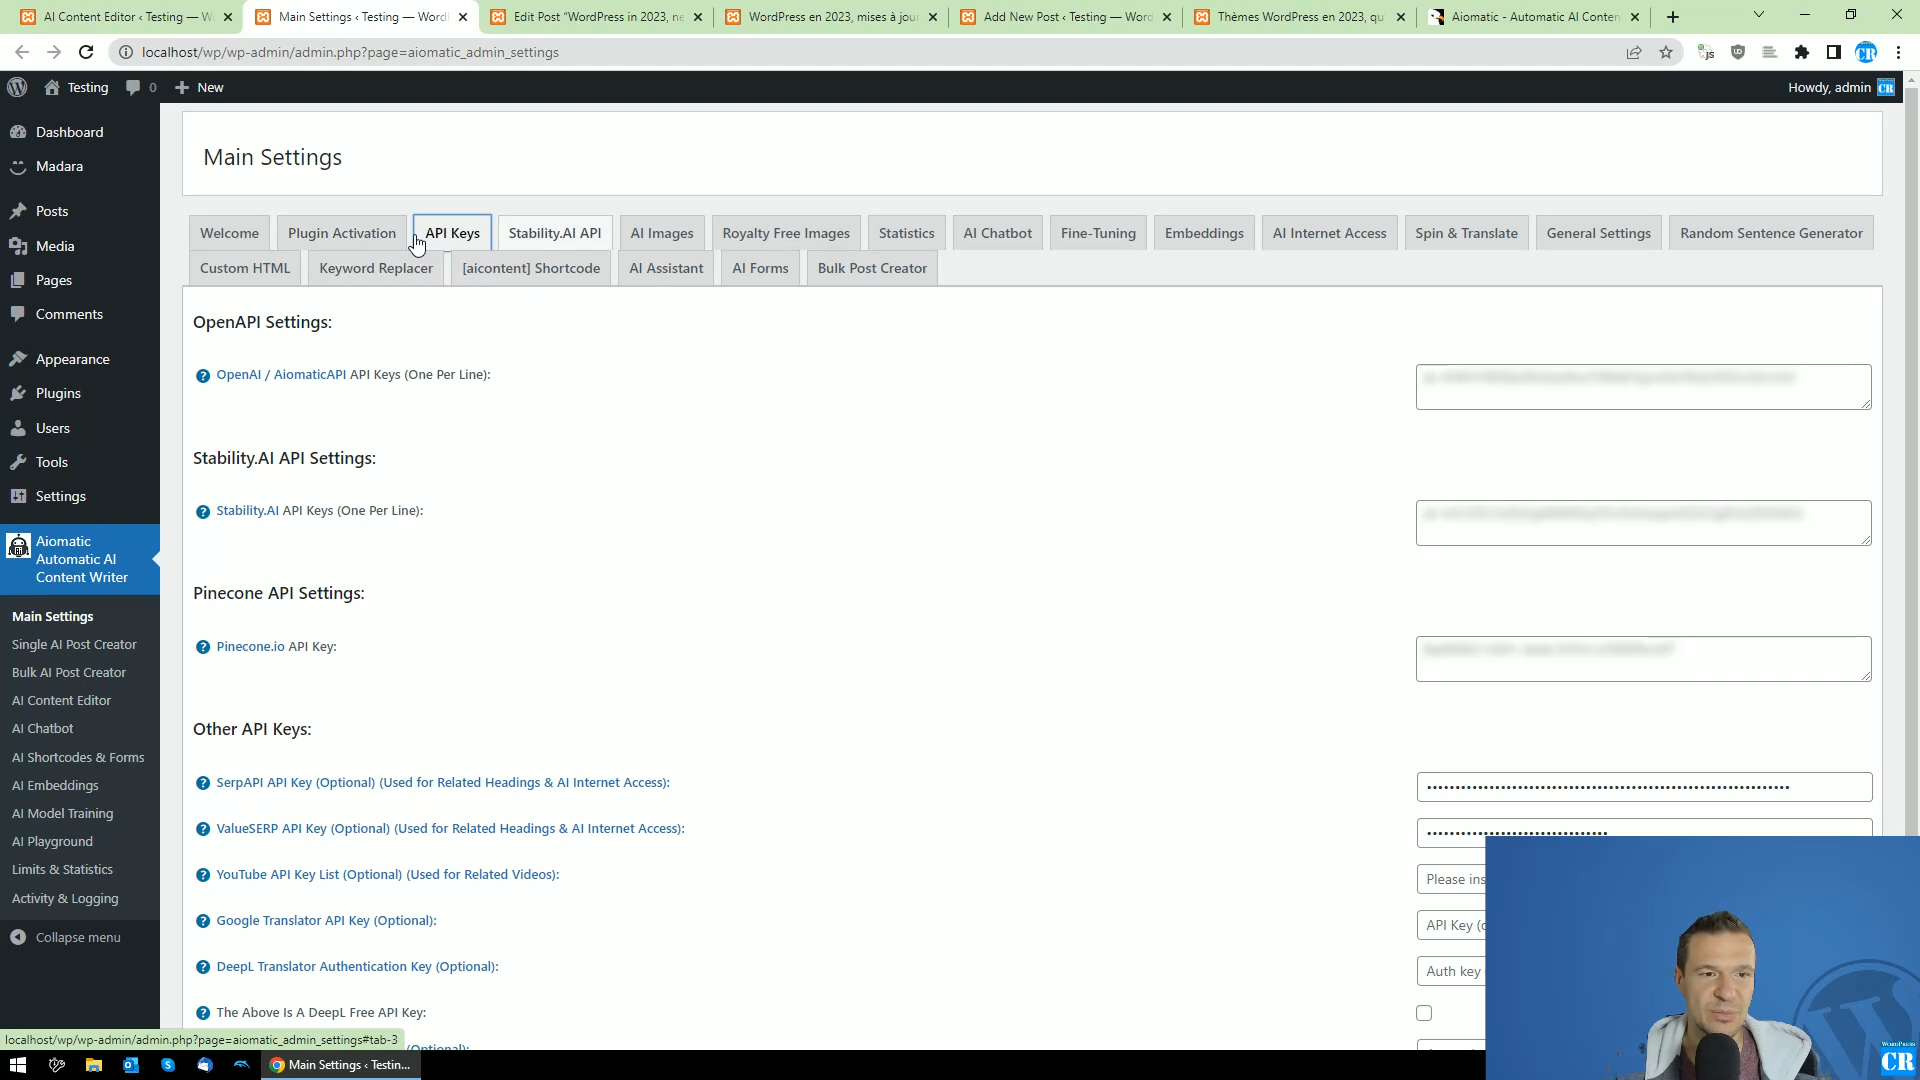 AI Content Editor ‹ Testing — W
Main Settings ‹ Testing — Word
Edit Post "WordPress in 2023, ne
WordPress en 2023, mises à jour
Add New Post ‹ Testing — Word
Thèmes WordPress en 2023, qu
Aiomatic - Automatic AI Conten
localhost/wp/wp-admin/admin.php?page=aiomatic_admin_settings
Testing
0
New
Howdy, admin
CR
Dashboard
Madara
Posts
Media
Pages
Comments
Appearance
Plugins
Users
Tools
Settings
Aiomatic
Automatic AI
Content Writer
Main Settings
Single AI Post Creator
Bulk AI Post Creator
AI Content Editor
AI Chatbot
AI Shortcodes & Forms
AI Embeddings
AI Model Training
AI Playground
Limits & Statistics
Activity & Logging
Collapse menu
Main Settings
Welcome
Plugin Activation
API Keys
Stability.AI API
AI Images
Royalty Free Images
Statistics
AI Chatbot
Fine-Tuning
Embeddings
AI Internet Access
Spin & Translate
General Settings
Random Sentence Generator
Custom HTML
Keyword Replacer
[aicontent] Shortcode
AI Assistant
AI Forms
Bulk Post Creator
OpenAPI Settings:
OpenAI / AiomaticAPI API Keys (One Per Line):
Stability.AI API Settings:
Stability.AI API Keys (One Per Line):
Pinecone API Settings:
Pinecone.io API Key:
Other API Keys:
SerpAPI API Key (Optional) (Used for Related Headings & AI Internet Access):
ValueSERP API Key (Optional) (Used for Related Headings & AI Internet Access):
YouTube API Key List (Optional) (Used for Related Videos):
Please ins
Google Translator API Key (Optional):
API Key (o
DeepL Translator Authentication Key (Optional):
Auth key
The Above Is A DeepL Free API Key:
(Optional):
localhost/wp/wp-admin/admin.php?page=aiomatic_admin_settings#tab-3
Main Settings ‹ Testin...
WORDPRESS
CR